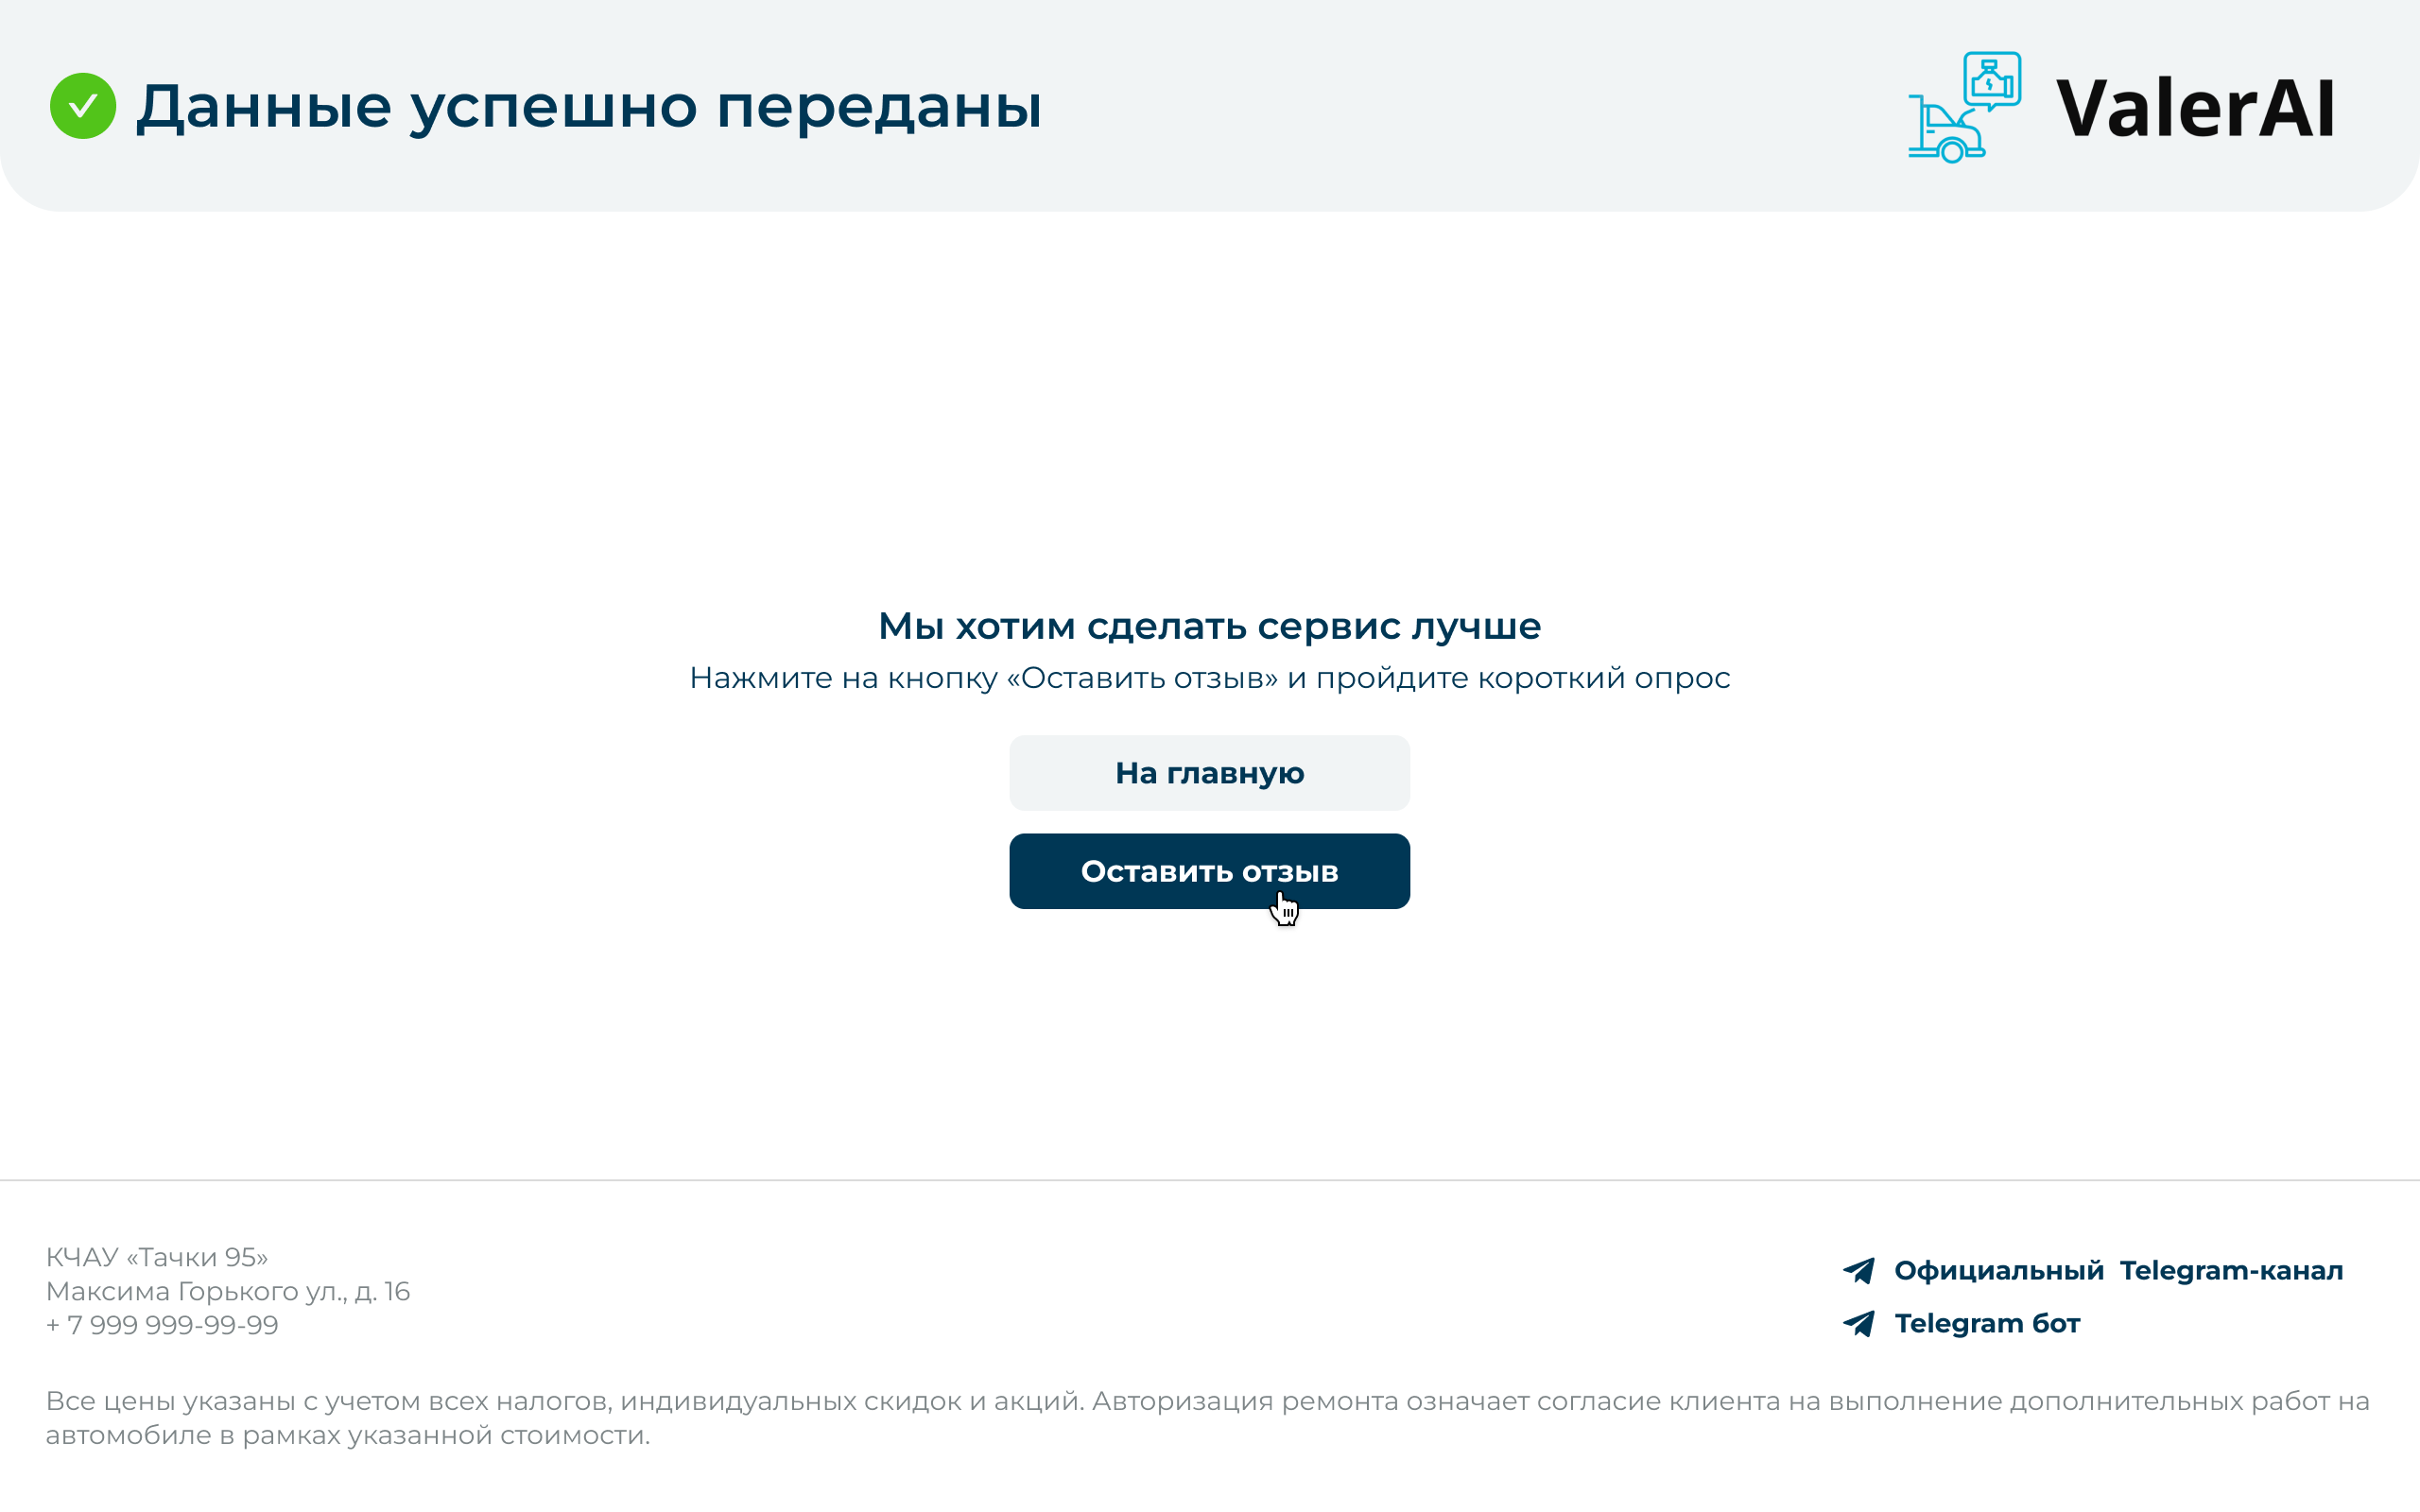 Данные успешно переданы
ValerAI
Мы хотим сделать сервис лучше
Нажмите на кнопку «Оставить отзыв» и пройдите короткий опрос
На главную
Оставить отзыв
КЧАУ «Тачки 95»
Максима Горького ул., д. 16
+ 7 999 999-99-99
Официальный Telegram-канал
Telegram бот
Все цены указаны с учетом всех налогов, индивидуальных скидок и акций. Авторизация ремонта означает согласие клиента на выполнение дополнительных работ на
автомобиле в рамках указанной стоимости.